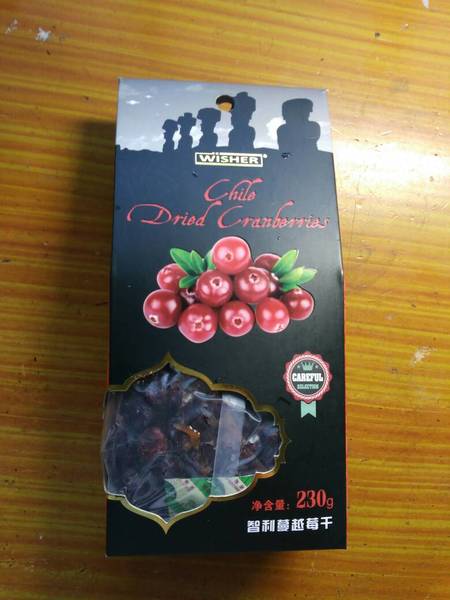 WISHER®
Chile
Dried Cranberries
CAREFUL
SELECTION
净含量：230g
智利蔓越莓干